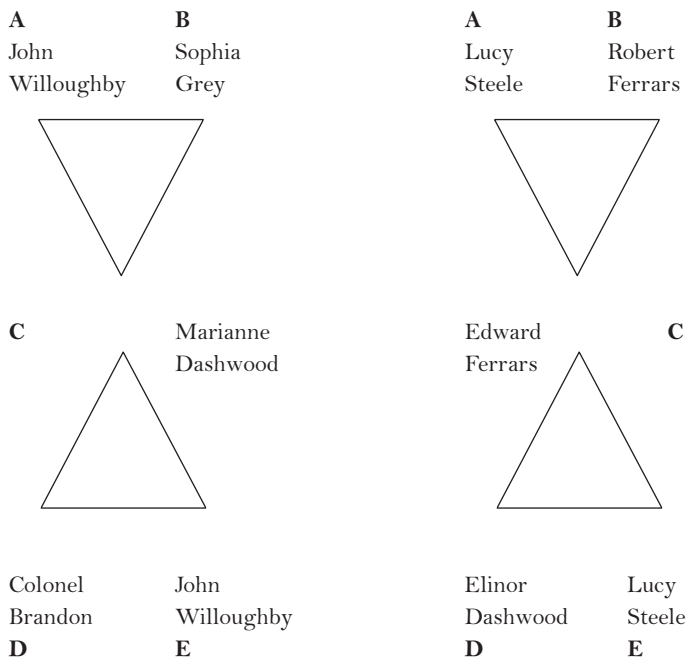 A B A B
John Sophia Lucy Robert
Willoughby Grey Steele Ferrars
C Marianne Edward C
Dashwood Ferrars
Colonel John Elinor Lucy
Brandon Willoughby Dashwood Steele
D E D E